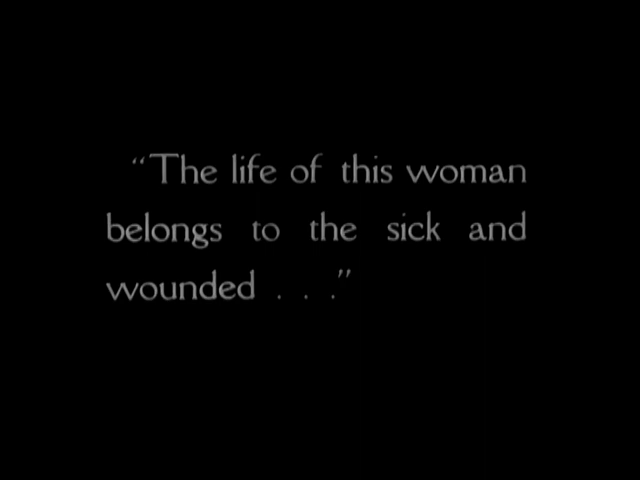 “The life of this woman
belongs to the sick and
wounded . . .”